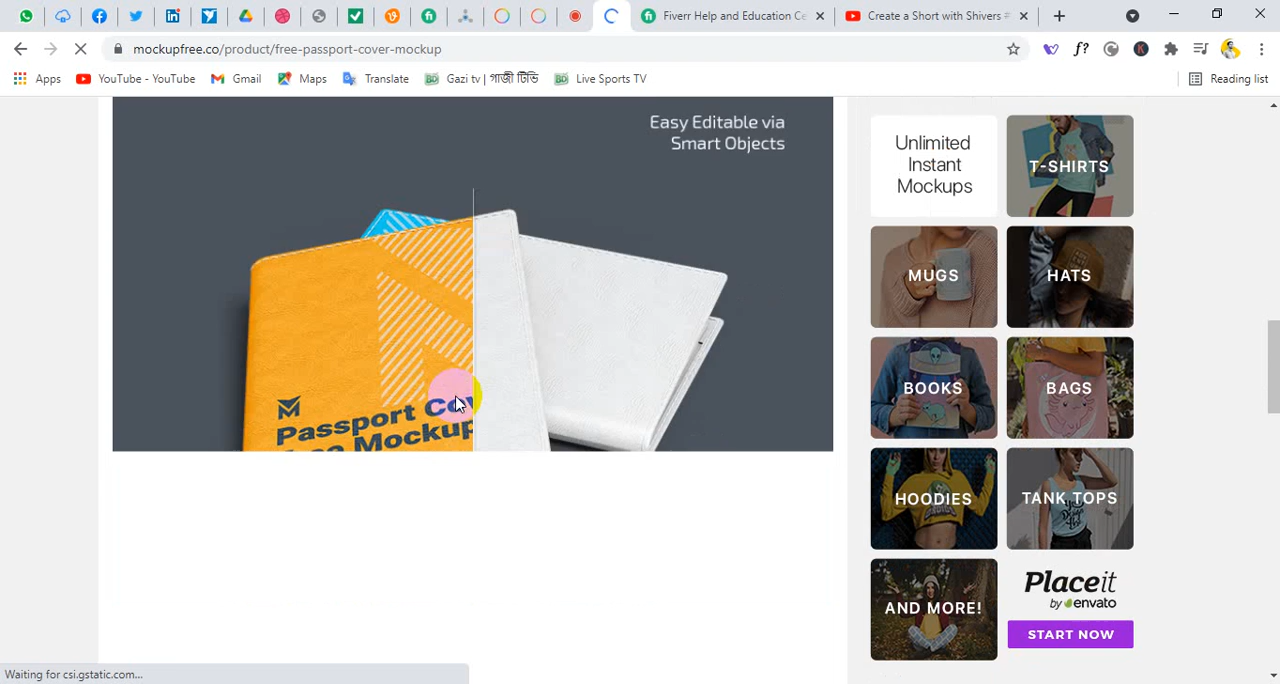 Fiverr Help and Education Ce
Create a Short with Shivers #
mockupfree.co/product/free-passport-cover-mockup
Apps
YouTube - YouTube
Gmail
Maps
Translate
Gazi tv | গাজী টিভি
Live Sports TV
Reading list
Easy Editable via
Smart Objects
Passport Cov
Free Mockup
Unlimited
Instant
Mockups
T-SHIRTS
MUGS
HATS
BOOKS
BAGS
HOODIES
TANK TOPS
AND MORE!
Placeit
by envato
START NOW
Waiting for csi.gstatic.com...